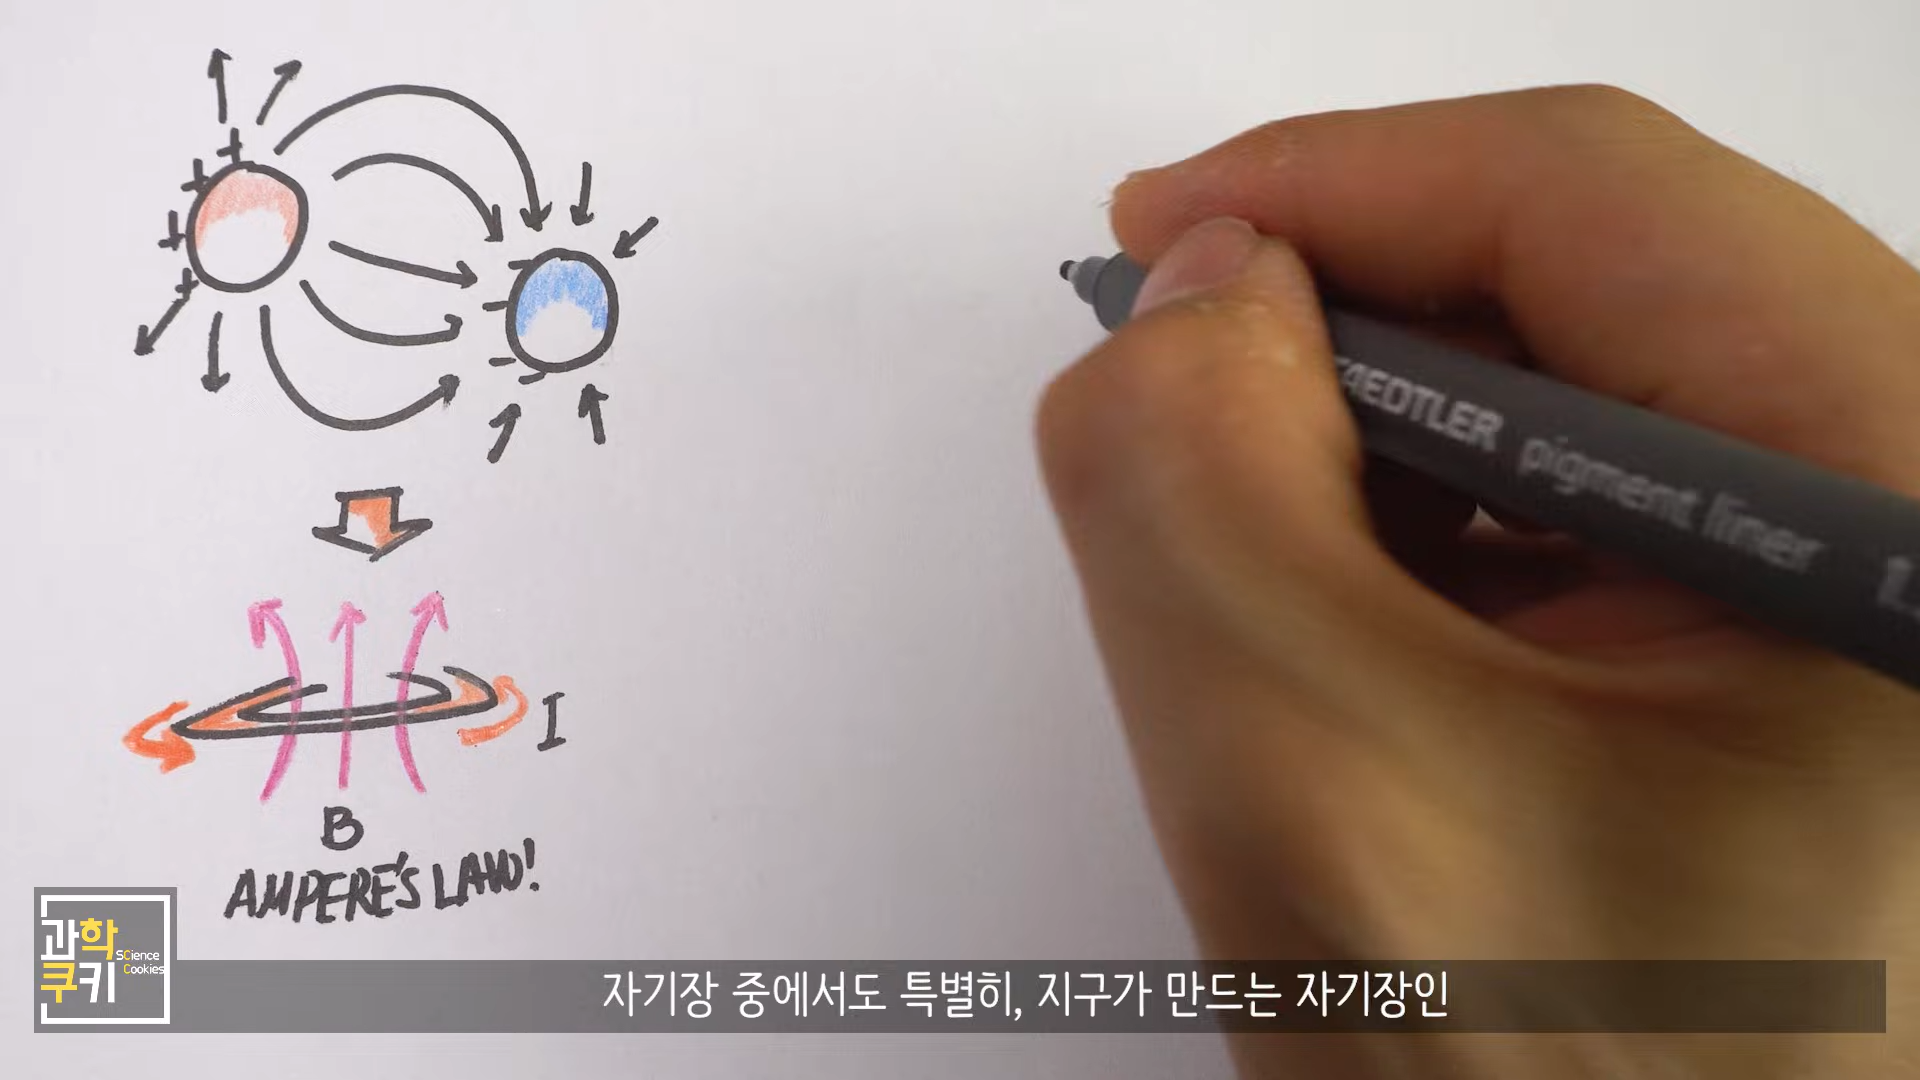 I
B
AMPERE'S LAW!
STAEDTLER pigment liner
과학
쿠키
Science
Cookies
자기장 중에서도 특별히, 지구가 만드는 자기장인